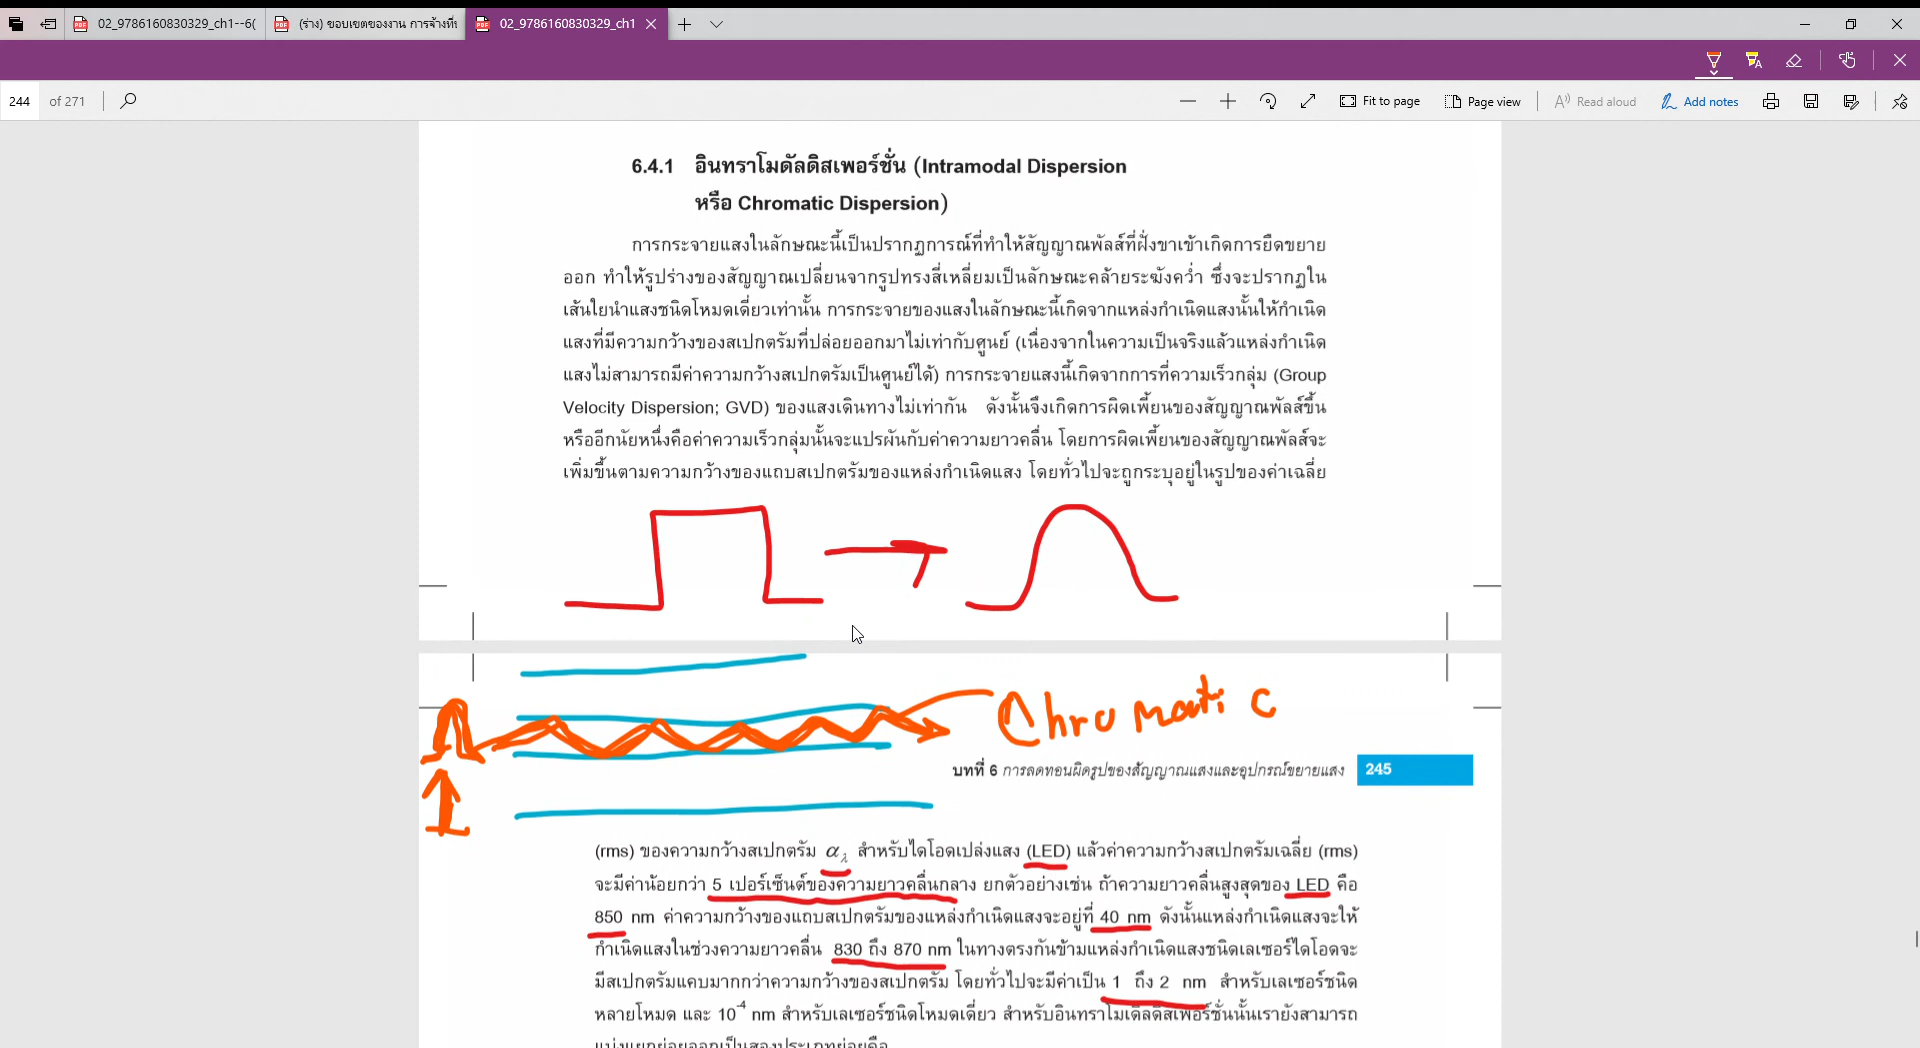 02_9786160830329_ch1--6(
(ร่าง) ขอบเขตของงาน การจ้างที่ป
02_9786160830329_ch1
244 of 271
Fit to page
Page view
Read aloud
Add notes
6.4.1 อินทราโมดัลดิสเพอร์ชั่น (Intramodal Dispersion
หรือ Chromatic Dispersion)
การกระจายแสงในลักษณะนี้เป็นปรากฏการณ์ที่ทำให้สัญญาณพัลส์ที่ฝั่งขาเข้าเกิดการยืดขยาย
ออก ทำให้รูปร่างของสัญญาณเปลี่ยนจากรูปทรงสี่เหลี่ยมเป็นลักษณะคล้ายระฆังคว่ำ ซึ่งจะปรากฏใน
เส้นใยนำแสงชนิดโหมดเดี่ยวเท่านั้น การกระจายของแสงในลักษณะนี้เกิดจากแหล่งกำเนิดแสงนั้นให้กำเนิด
แสงที่มีความกว้างของสเปกตรัมที่ปล่อยออกมาไม่เท่ากับศูนย์ (เนื่องจากในความเป็นจริงแล้วแหล่งกำเนิด
แสงไม่สามารถมีค่าความกว้างสเปกตรัมเป็นศูนย์ได้) การกระจายแสงนี้เกิดจากการที่ความเร็วกลุ่ม (Group
Velocity Dispersion; GVD) ของแสงเดินทางไม่เท่ากัน ดังนั้นจึงเกิดการผิดเพี้ยนของสัญญาณพัลส์ขึ้น
หรืออีกนัยหนึ่งคือค่าความเร็วกลุ่มนั้นจะแปรผันกับค่าความยาวคลื่น โดยการผิดเพี้ยนของสัญญาณพัลส์จะ
เพิ่มขึ้นตามความกว้างของแถบสเปกตรัมของแหล่งกำเนิดแสง โดยทั่วไปจะถูกระบุอยู่ในรูปของค่าเฉลี่ย
Chromatic
บทที่ 6 การลดทอนผิดรูปของสัญญาณแสงและอุปกรณ์ขยายแสง 245
(rms) ของความกว้างสเปกตรัม α_λ สำหรับไดโอดเปล่งแสง (LED) แล้วค่าความกว้างสเปกตรัมเฉลี่ย (rms)
จะมีค่าน้อยกว่า 5 เปอร์เซ็นต์ของความยาวคลื่นกลาง ยกตัวอย่างเช่น ถ้าความยาวคลื่นสูงสุดของ LED คือ
850 nm ค่าความกว้างของแถบสเปกตรัมของแหล่งกำเนิดแสงจะอยู่ที่ 40 nm ดังนั้นแหล่งกำเนิดแสงจะให้
กำเนิดแสงในช่วงความยาวคลื่น 830 ถึง 870 nm ในทางตรงกันข้ามแหล่งกำเนิดแสงชนิดเลเซอร์ไดโอดจะ
มีสเปกตรัมแคบมากกว่าความกว้างของสเปกตรัม โดยทั่วไปจะมีค่าเป็น 1 ถึง 2 nm สำหรับเลเซอร์ชนิด
หลายโหมด และ 10⁻⁴ nm สำหรับเลเซอร์ชนิดโหมดเดี่ยว สำหรับอินทราโมเดิลดิสเพอร์ชั่นนั้นเรายังสามารถ
แบ่งแยกย่อยออกเป็นสองประเภทย่อยคือ